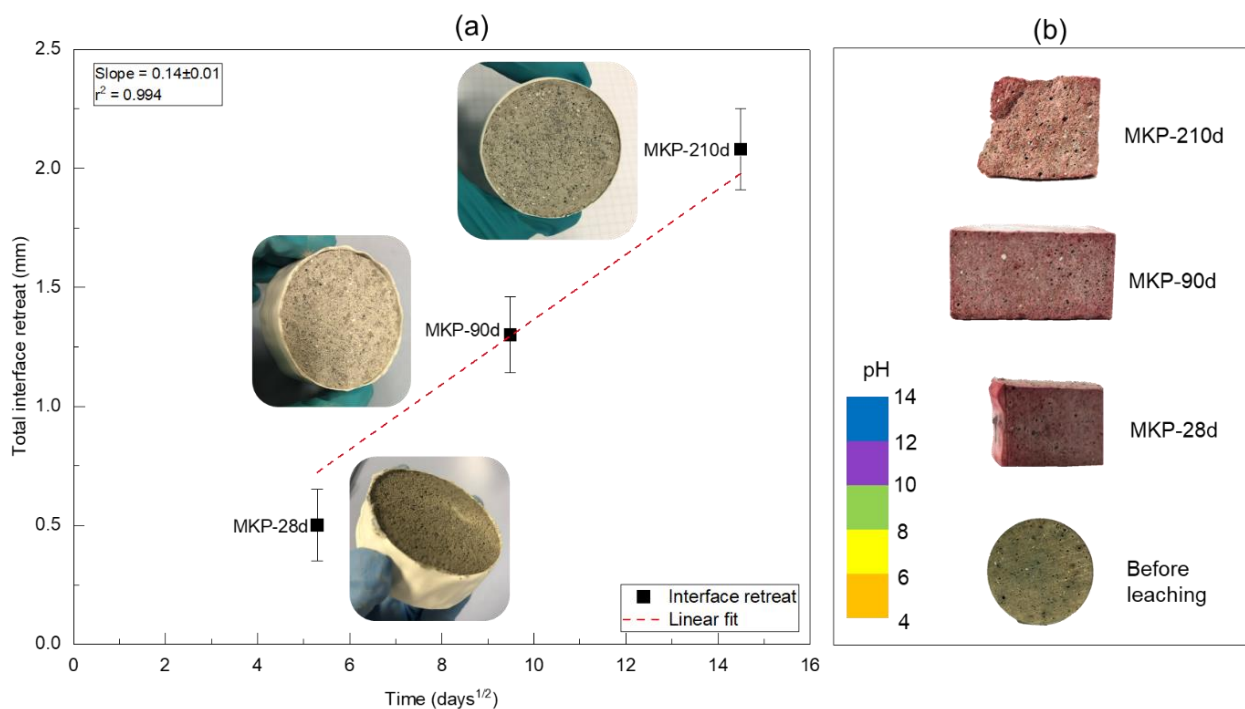 (a)
2.5
2.0
1.5
1.0
0.5
0.0
Total interface retreat (mm)
Slope = 0.14±0.01
r² = 0.994
MKP-210d
MKP-90d
MKP-28d
Interface retreat
Linear fit
0 2 4 6 8 10 12 14 16
Time (days¹ᐟ²)
(b)
MKP-210d
MKP-90d
MKP-28d
Before
leaching
pH
14
12
10
8
6
4